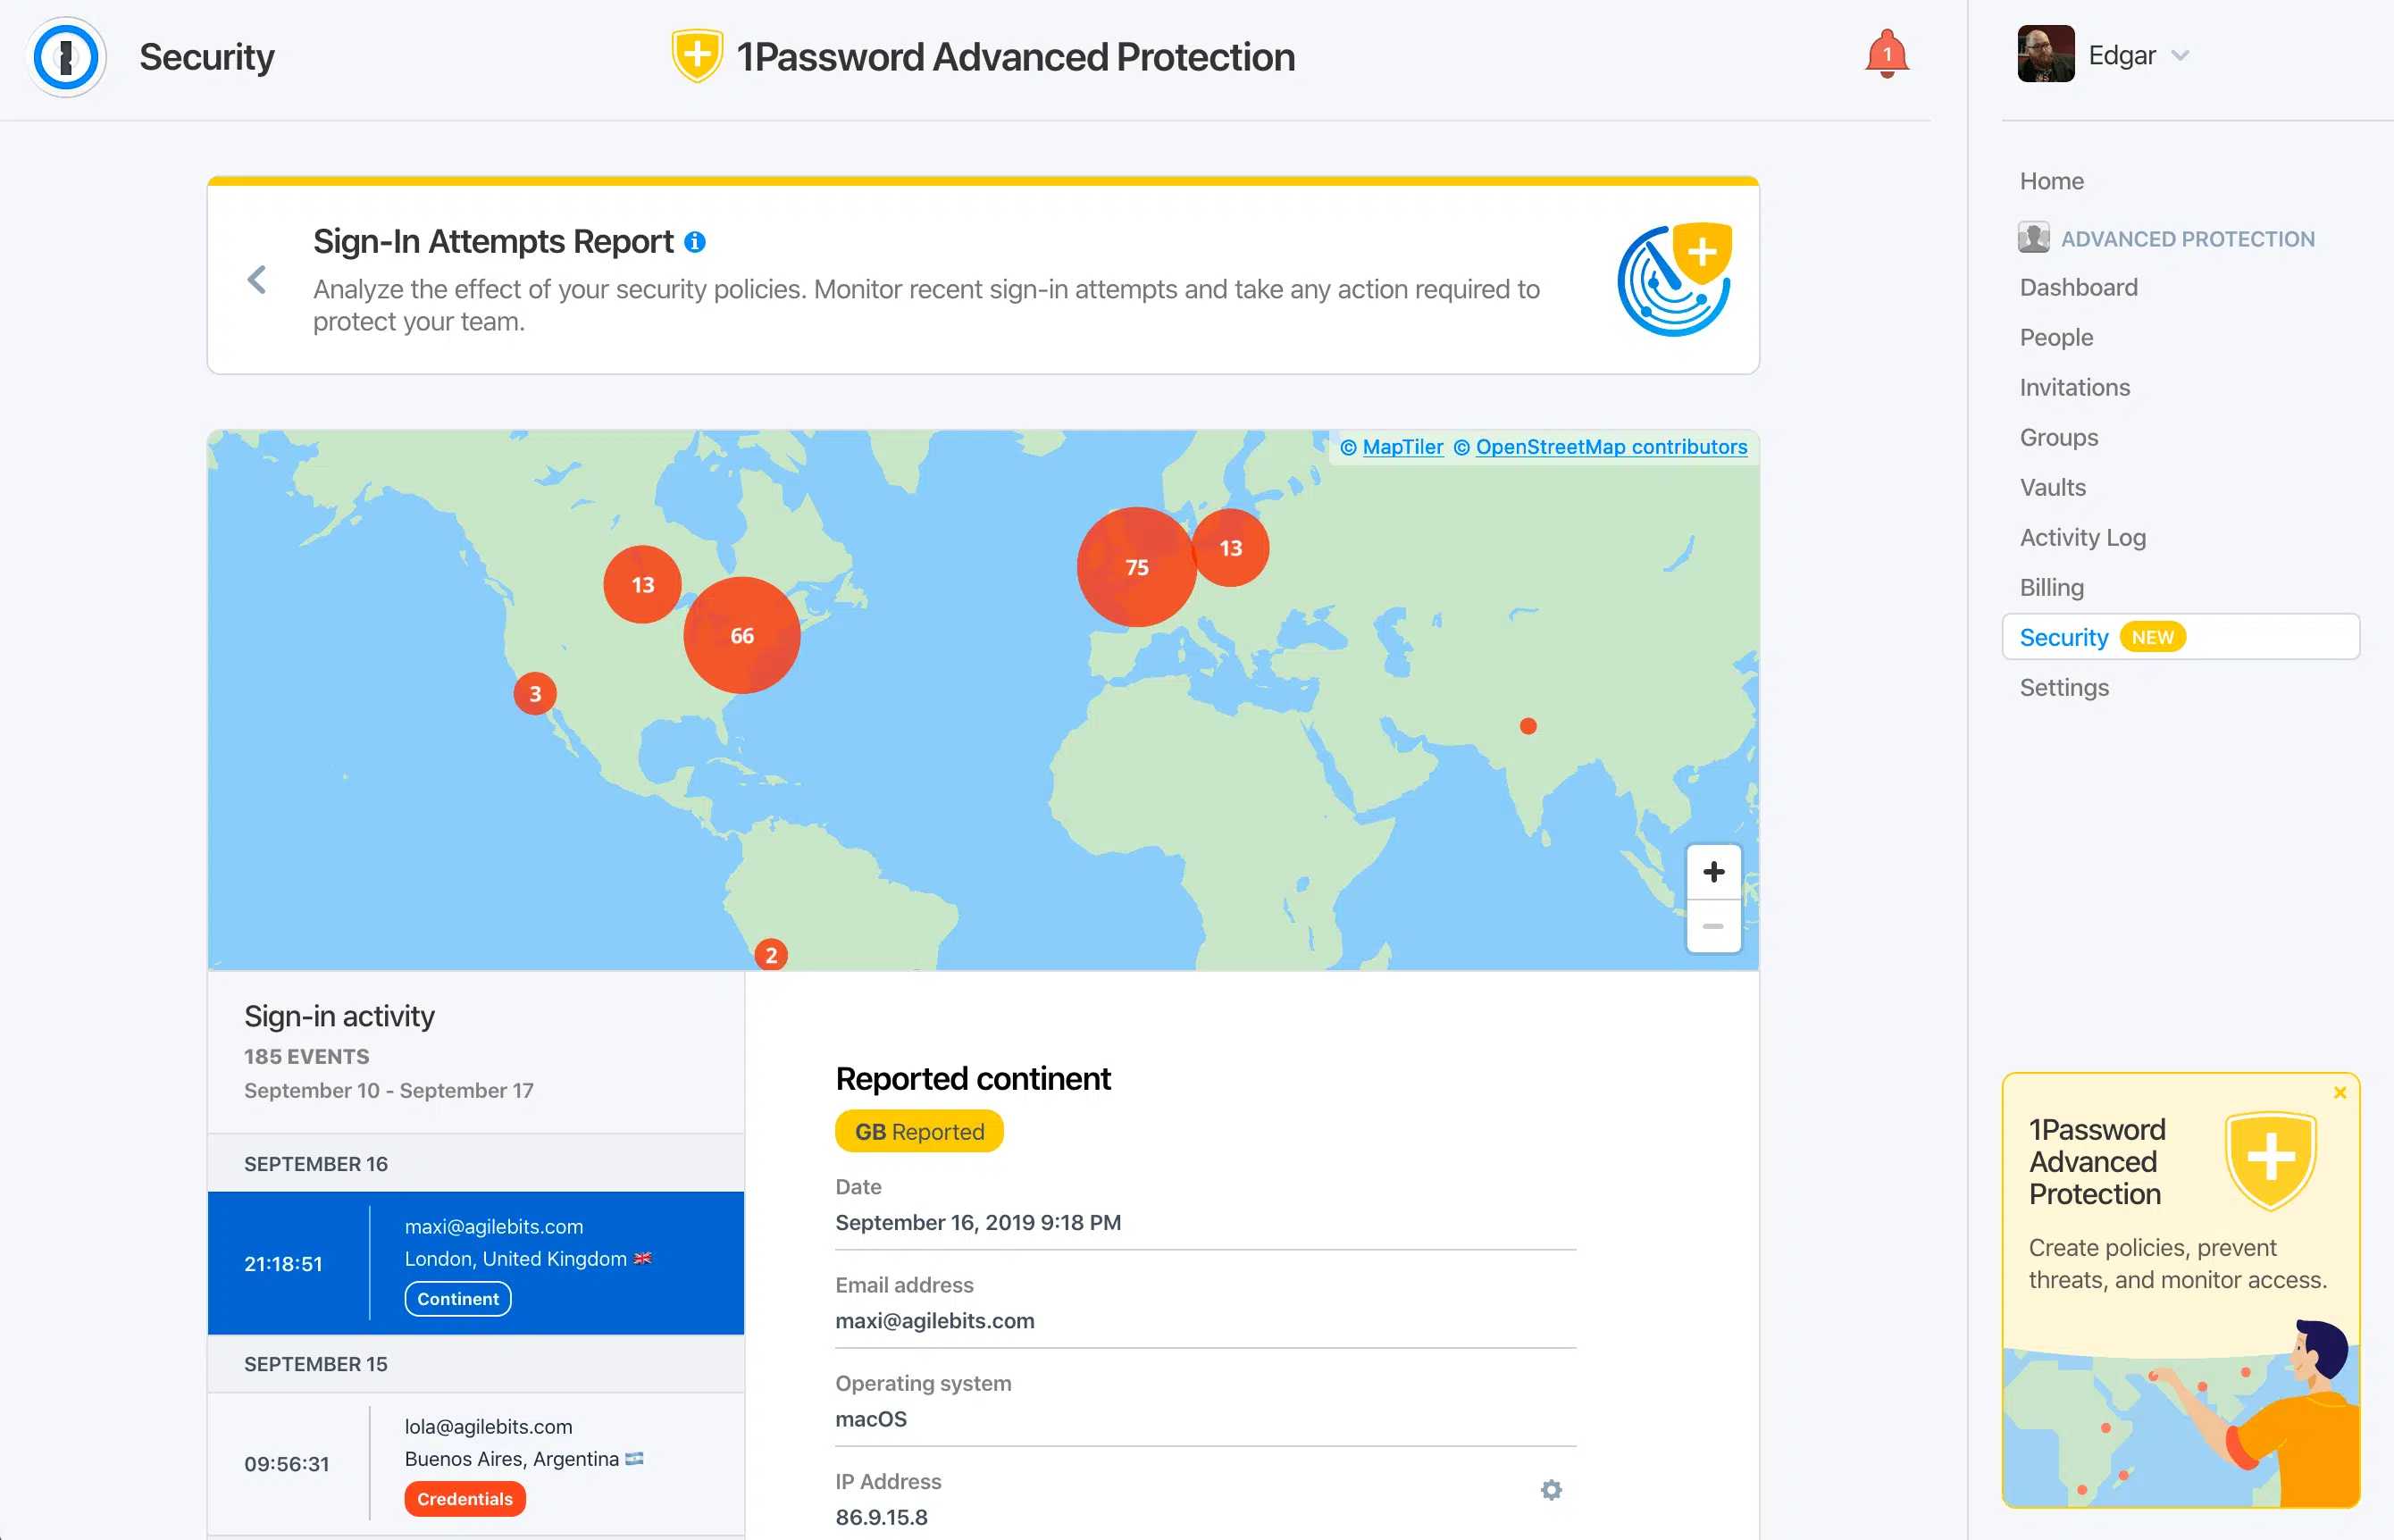 Security
1Password Advanced Protection
1
Edgar
Sign-In Attempts Report
Analyze the effect of your security policies. Monitor recent sign-in attempts and take any action required to
protect your team.
© MapTiler © OpenStreetMap contributors
13
66
3
75
13
2
+
−
Sign-in activity
185 EVENTS
September 10 - September 17
SEPTEMBER 16
21:18:51
maxi@agilebits.com
London, United Kingdom 🇬🇧
Continent
SEPTEMBER 15
09:56:31
lola@agilebits.com
Buenos Aires, Argentina 🇦🇷
Credentials
Reported continent
GB Reported
Date
September 16, 2019 9:18 PM
Email address
maxi@agilebits.com
Operating system
macOS
IP Address
86.9.15.8
Home
ADVANCED PROTECTION
Dashboard
People
Invitations
Groups
Vaults
Activity Log
Billing
Security NEW
Settings
1Password
Advanced
Protection
Create policies, prevent
threats, and monitor access.